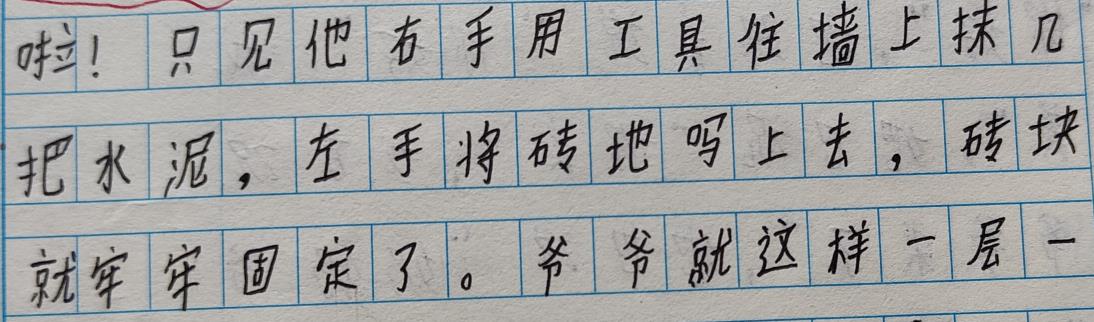 啦！只见他右手用工具往墙上抹几
把水泥，左手将砖地吗上去，砖块
就牢牢固定了。爷爷就这样一层一